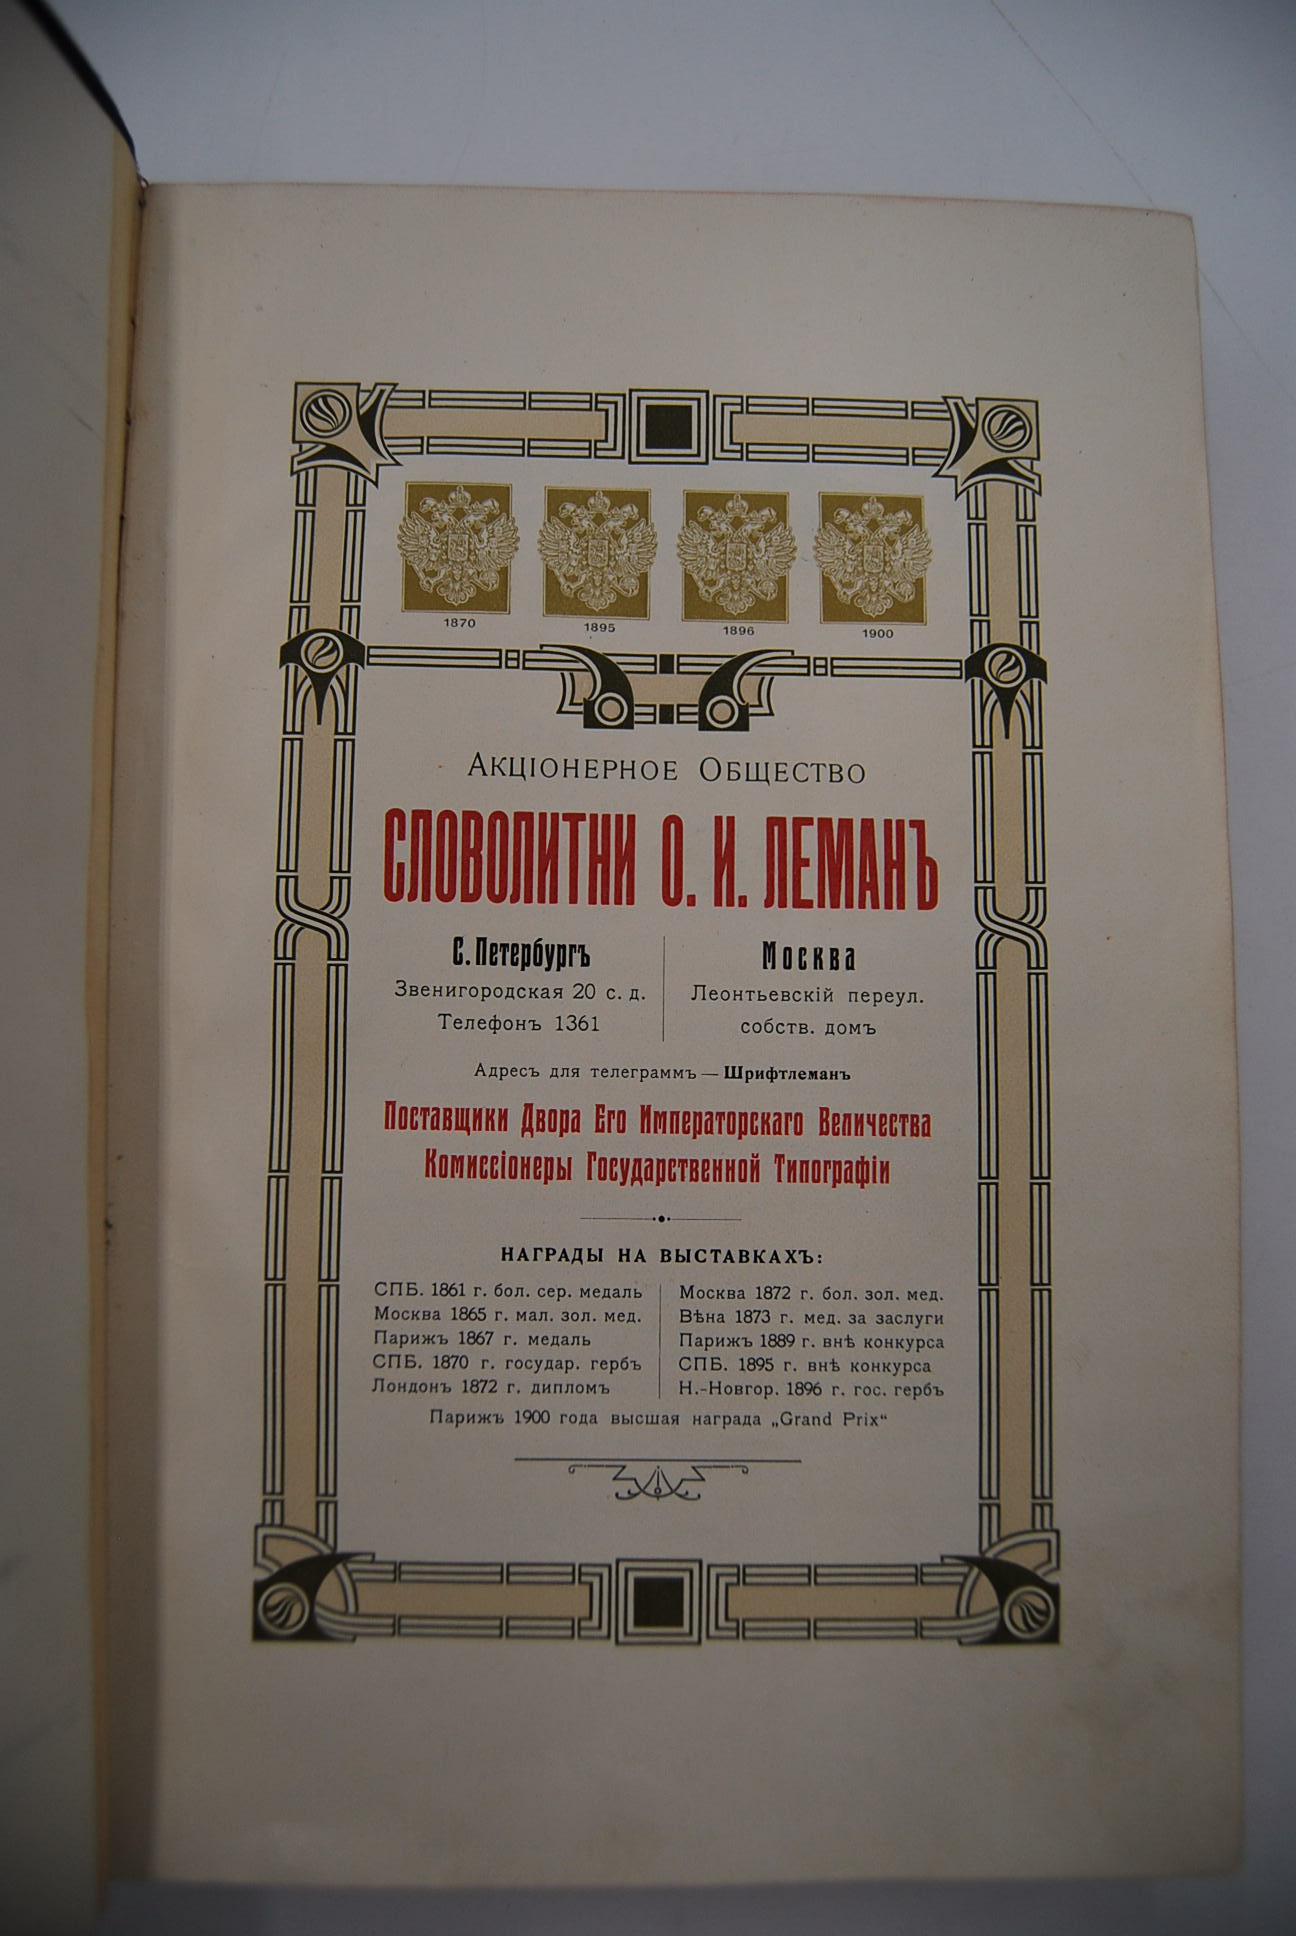 1870 1895 1896 1900
Акціонерное Общество
СЛОВОЛИТНИ О. И. ЛЕМАНЪ
С. Петербургъ
Звенигородская 20 с. д.
Телефонъ 1361
Москва
Леонтьевскій переул.
собств. домъ
Адресъ для телеграммъ — Шрифтлеманъ
Поставщики Двора Его Императорскаго Величества
Комиссіонеры Государственной Типографіи
НАГРАДЫ НА ВЫСТАВКАХЪ:
СПБ. 1861 г. бол. сер. медаль
Москва 1865 г. мал. зол. мед.
Парижъ 1867 г. медаль
СПБ. 1870 г. государ. гербъ
Лондонъ 1872 г. дипломъ
Москва 1872 г. бол. зол. мед.
Вѣна 1873 г. мед. за заслуги
Парижъ 1889 г. внѣ конкурса
СПБ. 1895 г. внѣ конкурса
Н.-Новгор. 1896 г. гос. гербъ
Парижъ 1900 года высшая награда „Grand Prix“